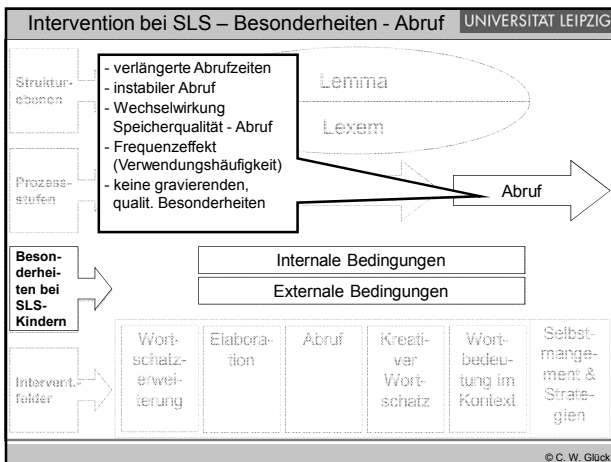 Intervention bei SLS – Besonderheiten - Abruf
UNIVERSITÄT LEIPZIG
Struktur-
ebenen
- verlängerte Abrufzeiten
- instabiler Abruf
- Wechselwirkung
Speicherqualität - Abruf
- Frequenzeffekt
(Verwendungshäufigkeit)
- keine gravierenden,
qualit. Besonderheiten
Lemma
Lexem
Prozess-
stufen
Abruf
Beson-
derhei-
ten bei
SLS-
Kindern
Internale Bedingungen
Externale Bedingungen
Intervent.-
felder
Wort-
schatz-
erwei-
terung
Elabora-
tion
Abruf
Kreati-
ver
Wort-
schatz
Wort-
bedeu-
tung im
Kontext
Selbst-
mange-
ment &
Strate-
gien
© C. W. Glück